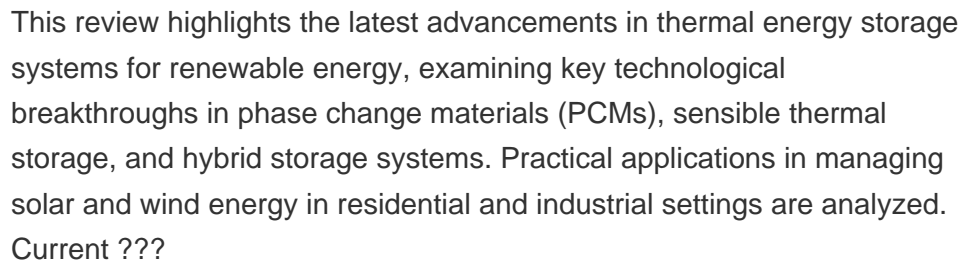 This review highlights the latest advancements in thermal energy storage
systems for renewable energy, examining key technological
breakthroughs in phase change materials (PCMs), sensible thermal
storage, and hybrid storage systems. Practical applications in managing
solar and wind energy in residential and industrial settings are analyzed.
Current ???